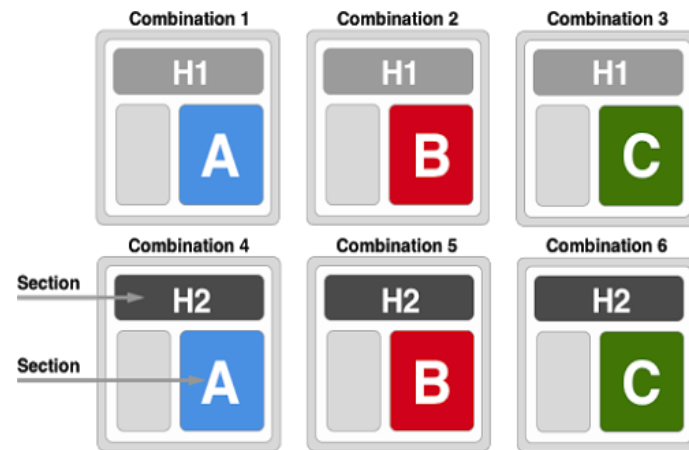 Combination 1 Combination 2 Combination 3
H1 H1 H1
A B C
Combination 4 Combination 5 Combination 6
Section
H2 H2 H2
Section
A B C